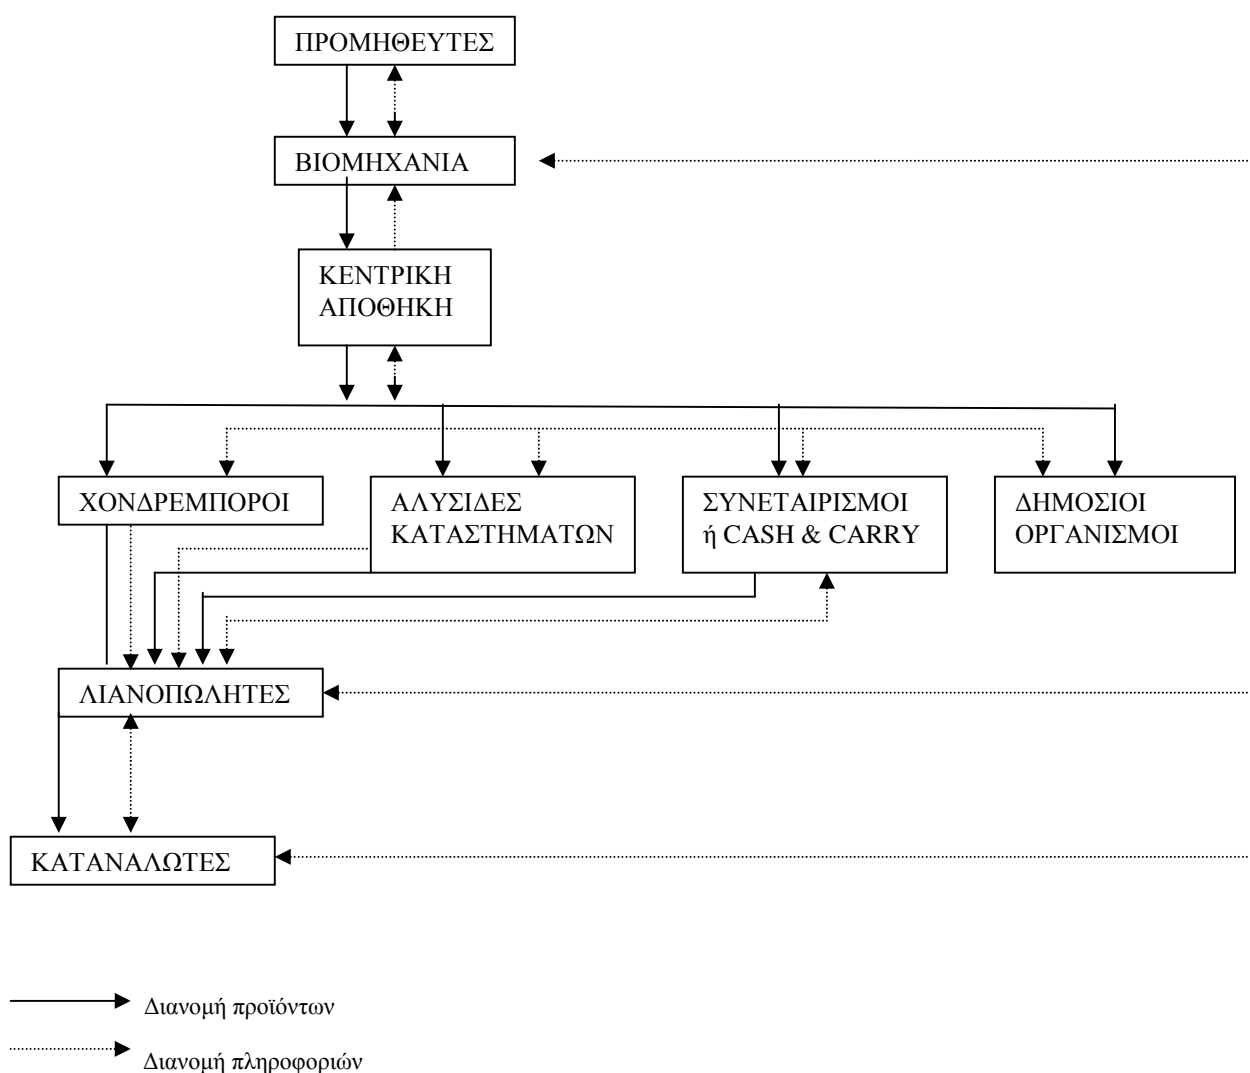 ΠΡΟΜΗΘΕΥΤΕΣ
ΒΙΟΜΗΧΑΝΙΑ
ΚΕΝΤΡΙΚΗ
ΑΠΟΘΗΚΗ
ΧΟΝΔΡΕΜΠΟΡΟΙ
ΑΛΥΣΙΔΕΣ
ΚΑΤΑΣΤΗΜΑΤΩΝ
ΣΥΝΕΤΑΙΡΙΣΜΟΙ
ή CASH & CARRY
ΔΗΜΟΣΙΟΙ
ΟΡΓΑΝΙΣΜΟΙ
ΛΙΑΝΟΠΩΛΗΤΕΣ
ΚΑΤΑΝΑΛΩΤΕΣ
Διανομή προϊόντων
Διανομή πληροφοριών